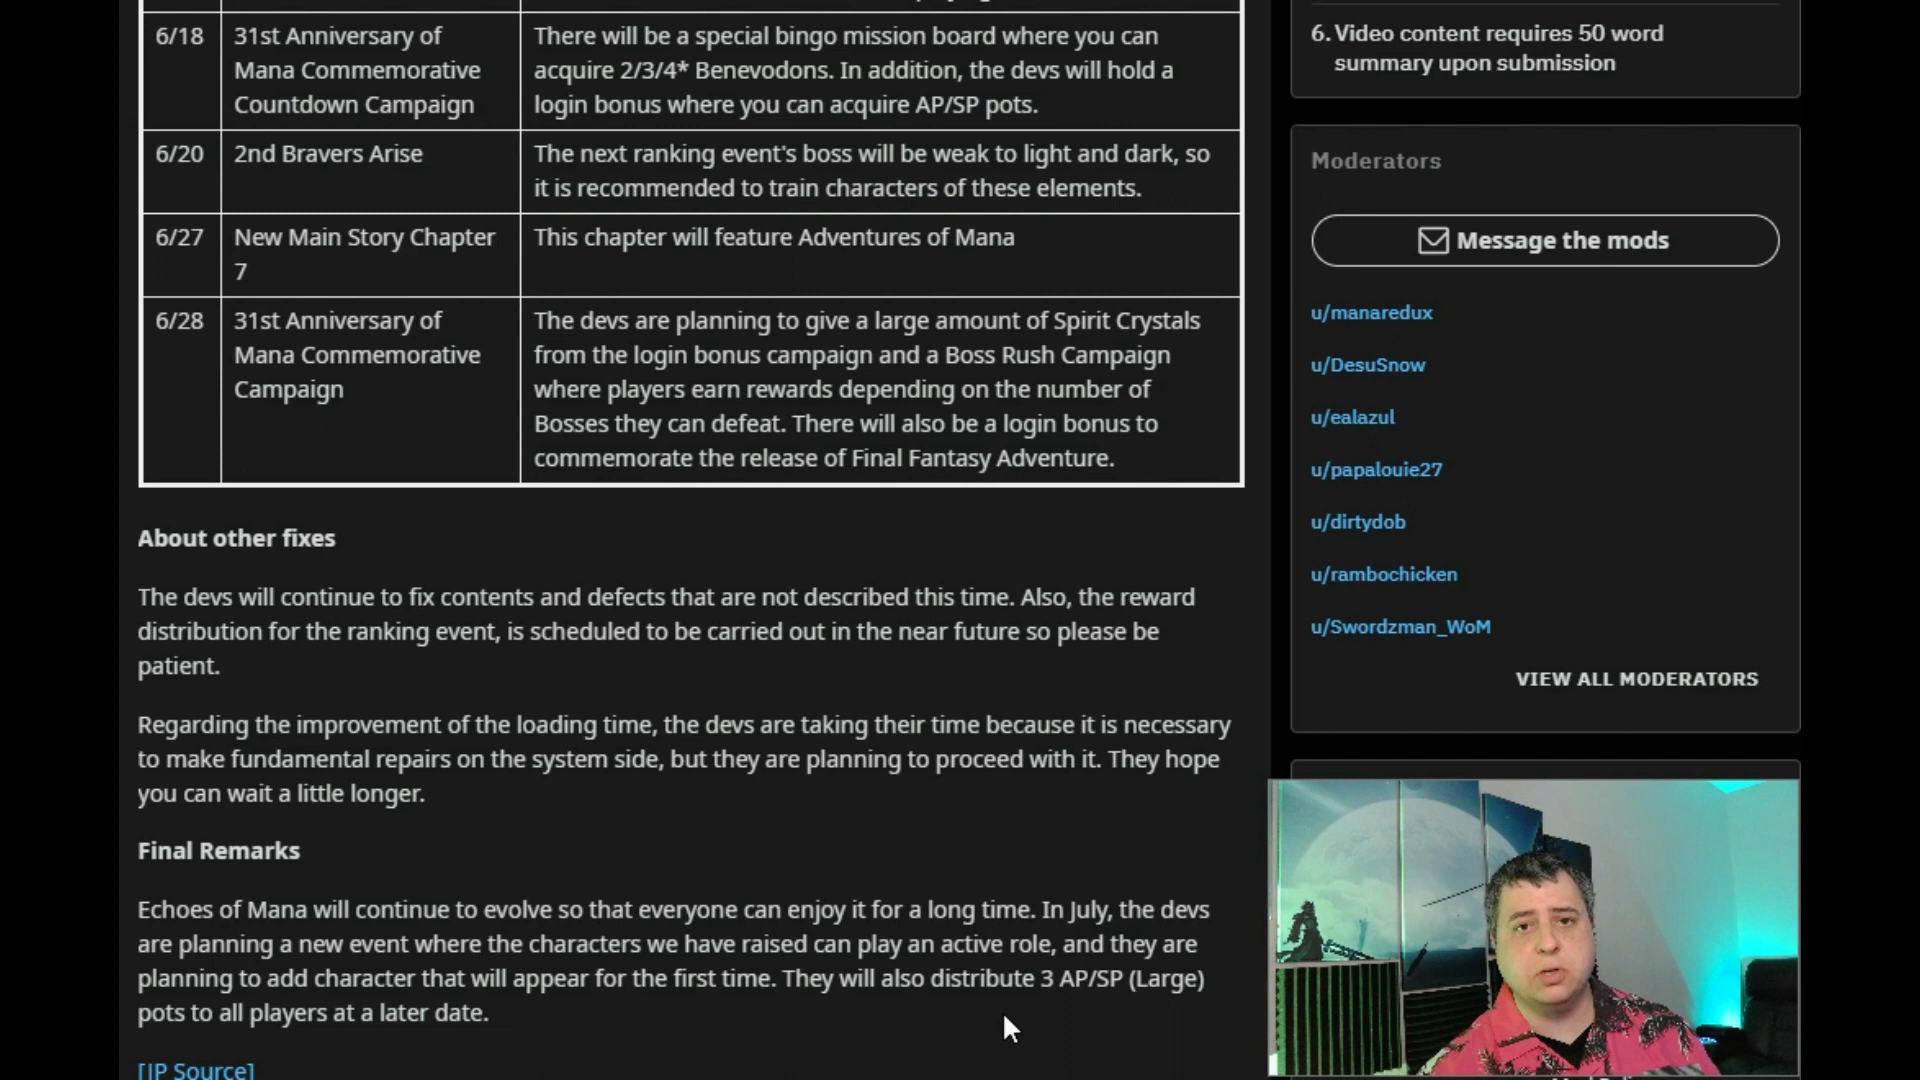 6/18
31st Anniversary of
Mana Commemorative
Countdown Campaign
There will be a special bingo mission board where you can
acquire 2/3/4* Benevodons. In addition, the devs will hold a
login bonus where you can acquire AP/SP pots.
6/20
2nd Bravers Arise
The next ranking event's boss will be weak to light and dark, so
it is recommended to train characters of these elements.
6/27
New Main Story Chapter
7
This chapter will feature Adventures of Mana
6/28
31st Anniversary of
Mana Commemorative
Campaign
The devs are planning to give a large amount of Spirit Crystals
from the login bonus campaign and a Boss Rush Campaign
where players earn rewards depending on the number of
Bosses they can defeat. There will also be a login bonus to
commemorate the release of Final Fantasy Adventure.
About other fixes
The devs will continue to fix contents and defects that are not described this time. Also, the reward
distribution for the ranking event, is scheduled to be carried out in the near future so please be
patient.
Regarding the improvement of the loading time, the devs are taking their time because it is necessary
to make fundamental repairs on the system side, but they are planning to proceed with it. They hope
you can wait a little longer.
Final Remarks
Echoes of Mana will continue to evolve so that everyone can enjoy it for a long time. In July, the devs
are planning a new event where the characters we have raised can play an active role, and they are
planning to add character that will appear for the first time. They will also distribute 3 AP/SP (Large)
pots to all players at a later date.
[JP Source]
6. Video content requires 50 word
summary upon submission
Moderators
Message the mods
u/manaredux
u/DesuSnow
u/ealazul
u/papalouie27
u/dirtydob
u/rambochicken
u/Swordzman_WoM
VIEW ALL MODERATORS